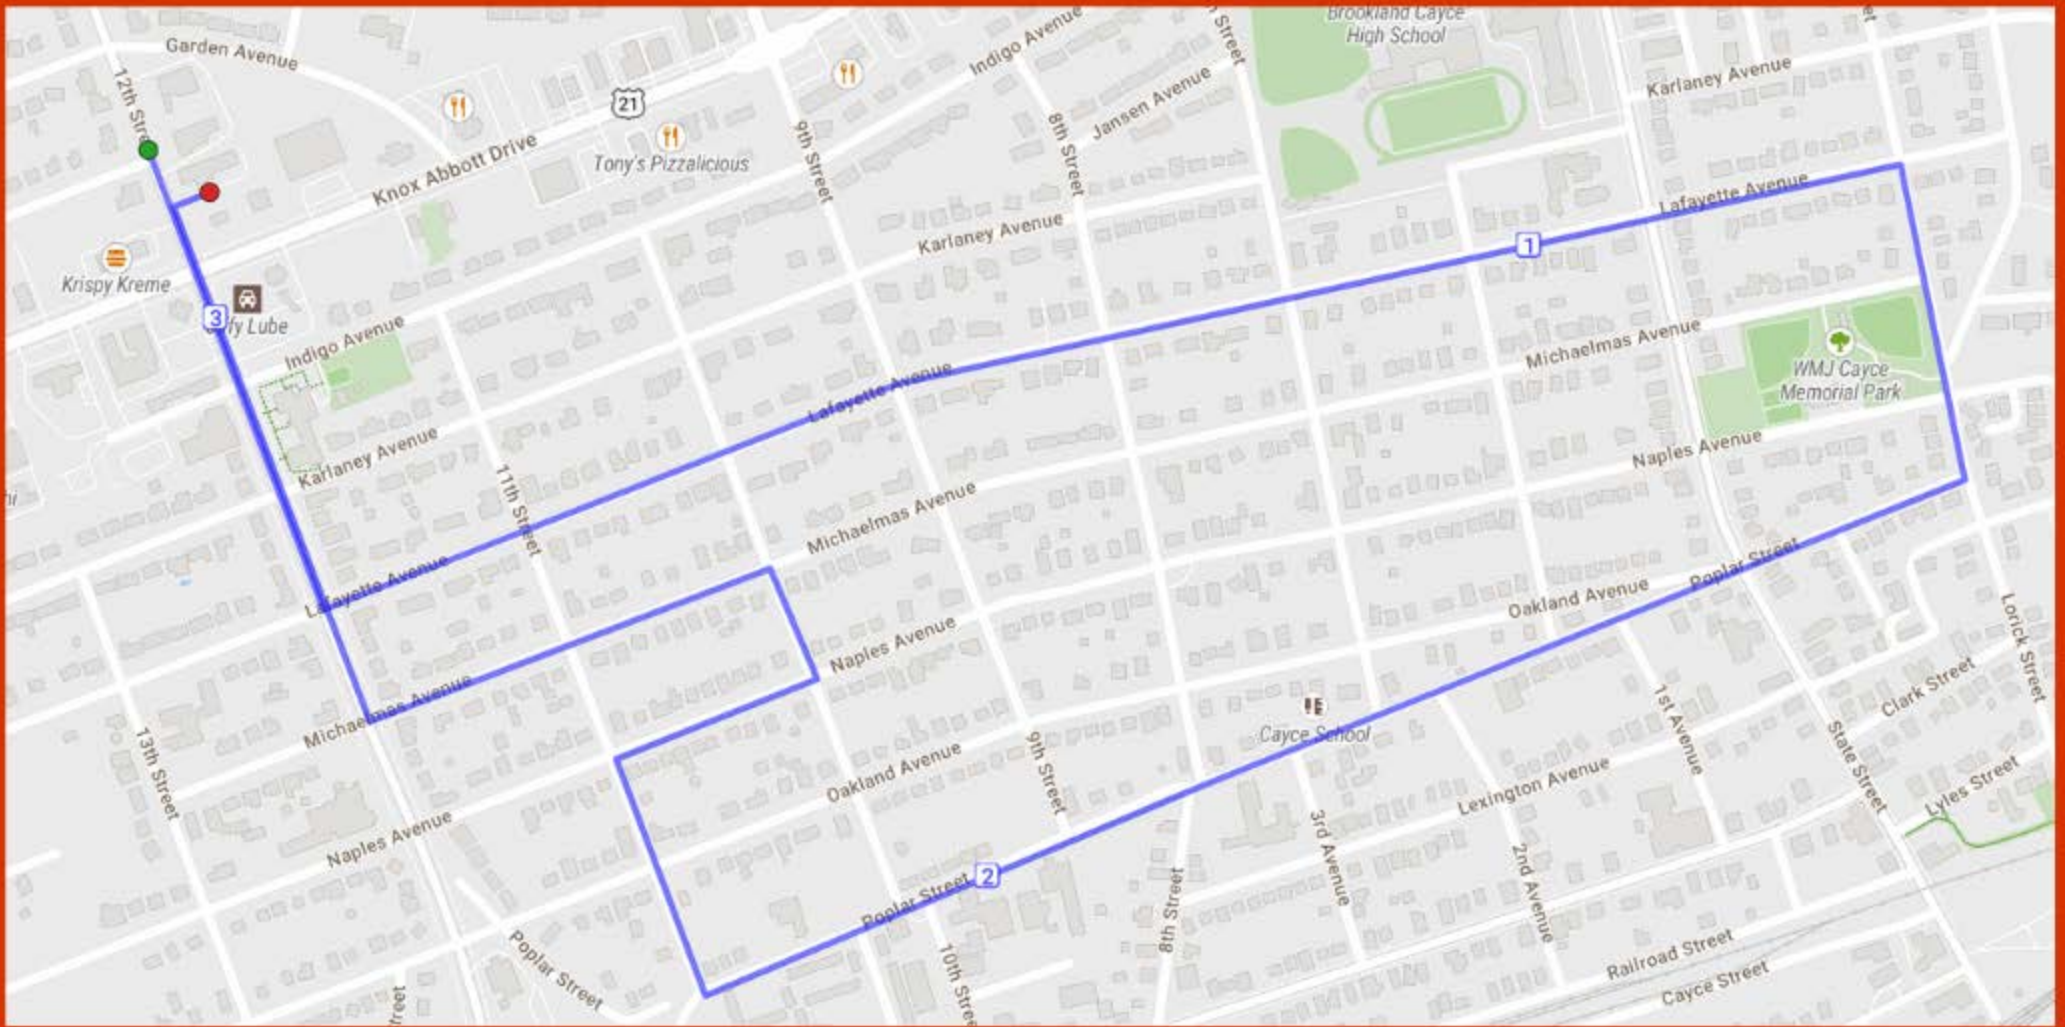 Brookland Cayce
High School
Garden Avenue
Indigo Avenue
Street
12th Stre
21
Knox Abbott Drive
Tony's Pizzalicious
9th Street
8th Street
Jansen Avenue
Karlaney Avenue
Lafayette Avenue
Karlaney Avenue
1
Krispy Kreme
3
fy Lube
Indigo Avenue
Michaelmas Avenue
WMJ Cayce
Memorial Park
Lafayette Avenue
Karlaney Avenue
Naples Avenue
11th Street
Michaelmas Avenue
Lafayette Avenue
Poplar Street
Oakland Avenue
Lorick Street
Naples Avenue
Michaelmas Avenue
Clark Street
1st Avenue
Cayce School
13th Street
9th Street
Oakland Avenue
State Street
Lexington Avenue
Lyles Street
Naples Avenue
3rd Avenue
2nd Avenue
2
Poplar Street
8th Street
Poplar Street
10th Stree
Railroad Street
Cayce Street
treet